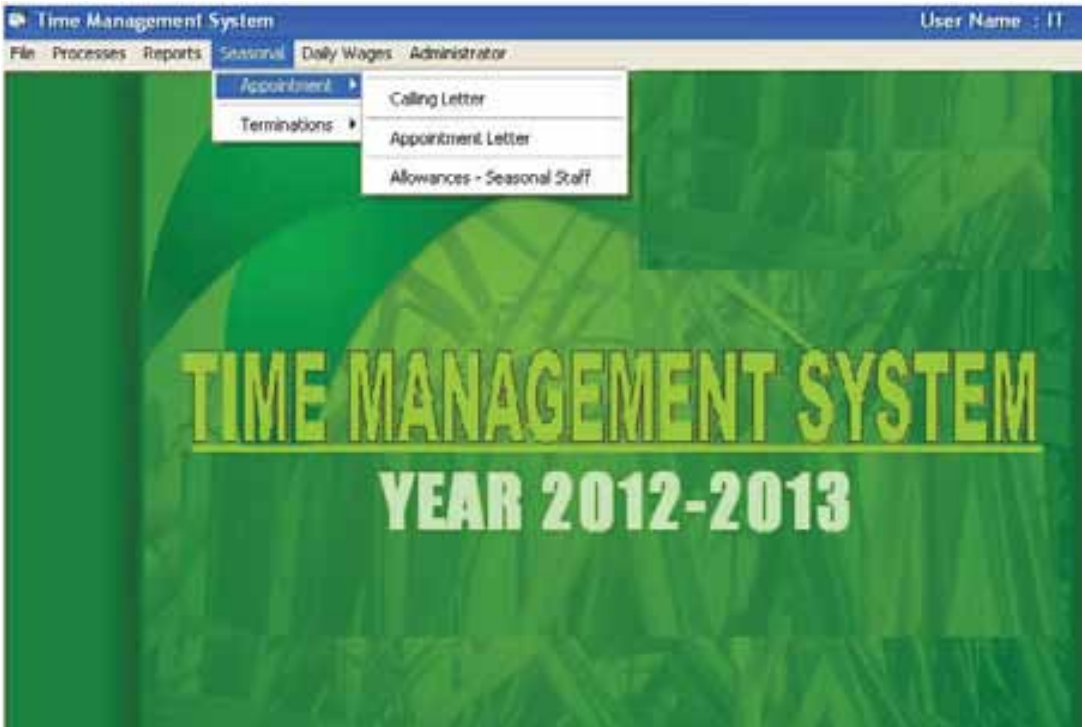 Time Management System User Name : IT
File Processes Reports Seasonal Daily Wages Administrator
Appointment
Calling Letter
Terminations
Appointment Letter
Allowances - Seasonal Staff
TIME MANAGEMENT SYSTEM
YEAR 2012-2013